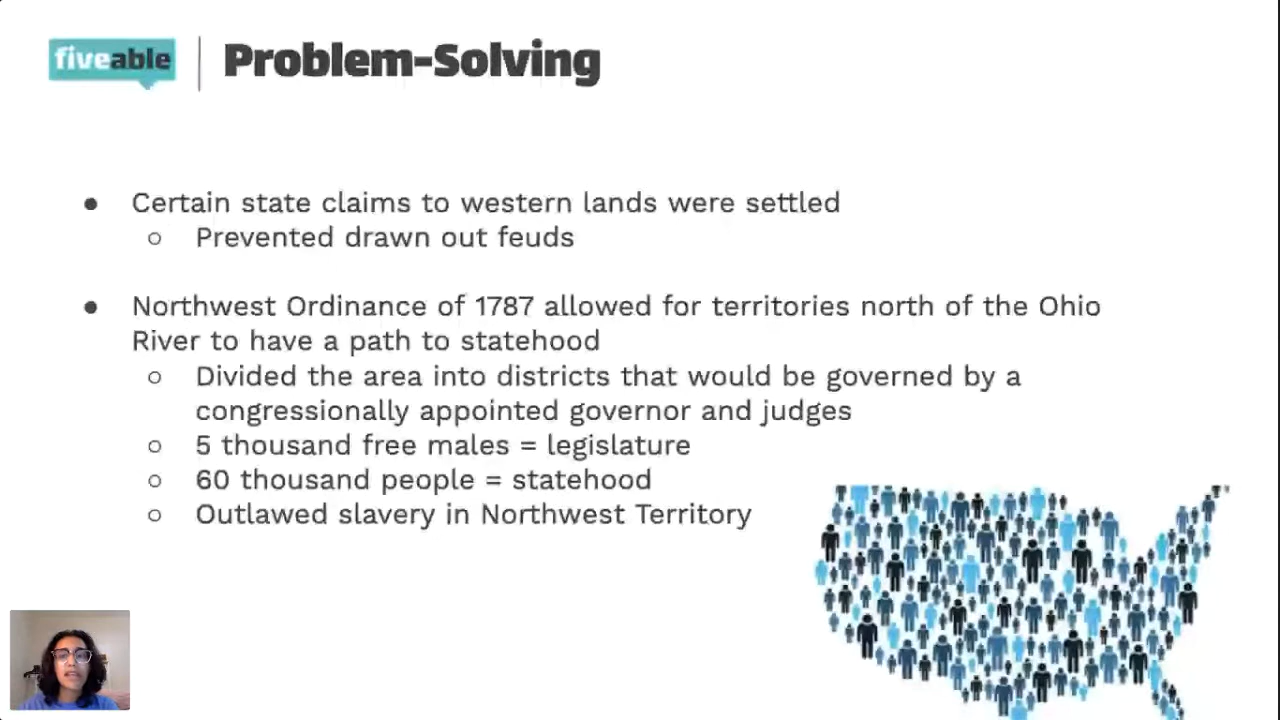 fiveable
Problem-Solving
● Certain state claims to western lands were settled
○ Prevented drawn out feuds
● Northwest Ordinance of 1787 allowed for territories north of the Ohio
River to have a path to statehood
○ Divided the area into districts that would be governed by a
congressionally appointed governor and judges
○ 5 thousand free males = legislature
○ 60 thousand people = statehood
○ Outlawed slavery in Northwest Territory